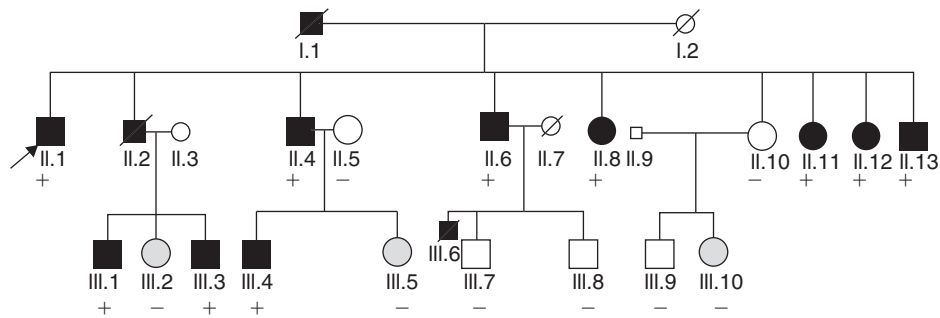 I.1 I.2
II.1 II.2 II.3 II.4 II.5 II.6 II.7 II.8 II.9 II.10 II.11 II.12 II.13
+ + − + + − + + +
III.1 III.2 III.3 III.4 III.5 III.6 III.7 III.8 III.9 III.10
+ − + + − − − − −